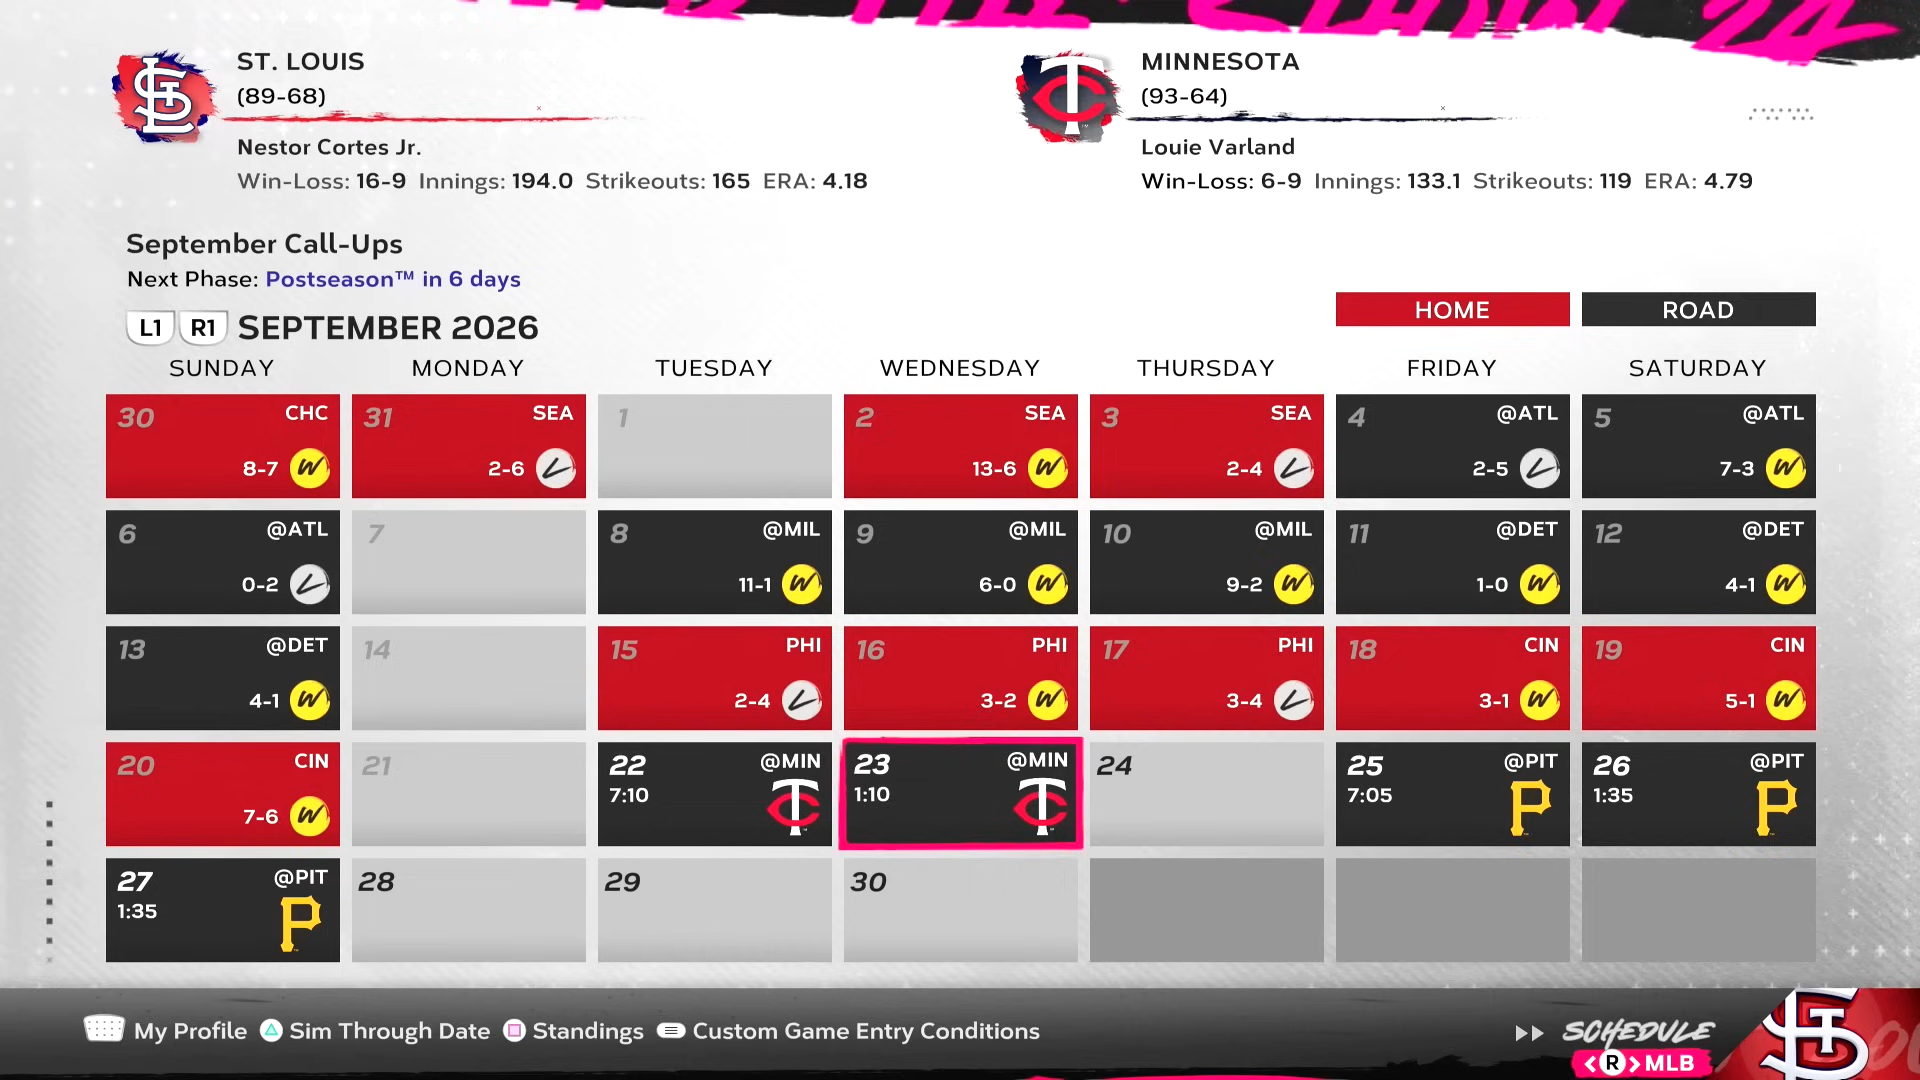 ST. LOUIS
(89-68)
Nestor Cortes Jr.
Win-Loss: 16-9 Innings: 194.0 Strikeouts: 165 ERA: 4.18
MINNESOTA
(93-64)
Louie Varland
Win-Loss: 6-9 Innings: 133.1 Strikeouts: 119 ERA: 4.79
September Call-Ups
Next Phase: Postseason™ in 6 days
L1 R1 SEPTEMBER 2026
HOME ROAD
SUNDAY MONDAY TUESDAY WEDNESDAY THURSDAY FRIDAY SATURDAY
30 CHC 31 SEA 1 2 SEA 3 SEA 4 @ATL 5 @ATL
8-7 W 2-6 L 13-6 W 2-4 L 2-5 L 7-3 W
6 @ATL 7 8 @MIL 9 @MIL 10 @MIL 11 @DET 12 @DET
0-2 L 11-1 W 6-0 W 9-2 W 1-0 W 4-1 W
13 @DET 14 15 PHI 16 PHI 17 PHI 18 CIN 19 CIN
4-1 W 2-4 L 3-2 W 3-4 L 3-1 W 5-1 W
20 CIN 21 22 @MIN 23 @MIN 24 25 @PIT 26 @PIT
7-6 W 7:10 TC 1:10 TC 7:05 P 1:35 P
27 @PIT 28 29 30
1:35 P
My Profile Sim Through Date Standings Custom Game Entry Conditions
SCHEDULE
R MLB